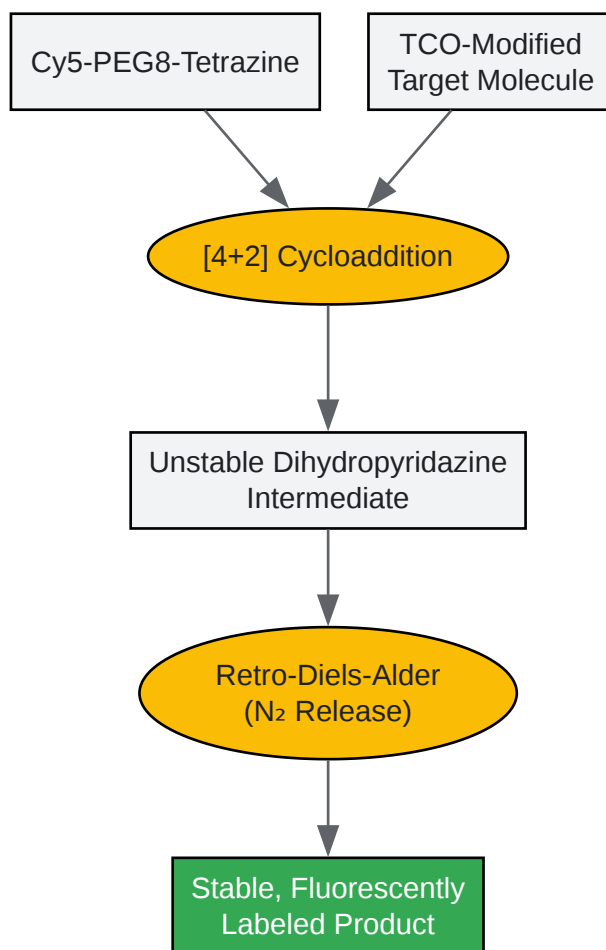 Cy5-PEG8-Tetrazine
TCO-Modified
Target Molecule
[4+2] Cycloaddition
Unstable Dihydropyridazine
Intermediate
Retro-Diels-Alder
(N₂ Release)
Stable, Fluorescently
Labeled Product